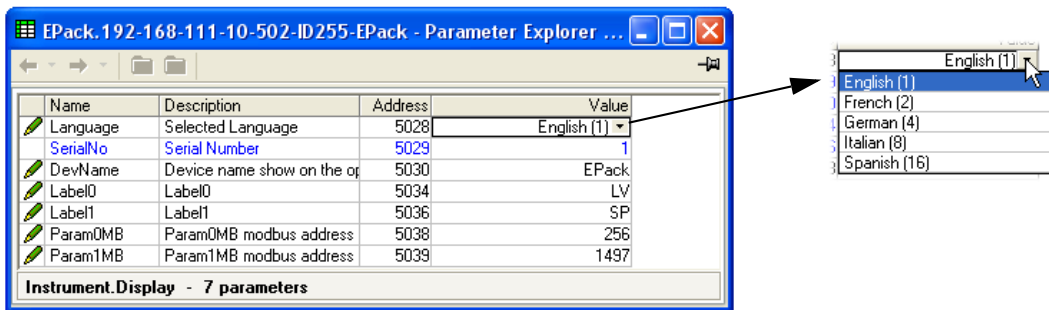 EPack.192-168-111-10-502-ID255-EPack - Parameter Explorer ...
Name Description Address Value
Language Selected Language 5028 English (1)
SerialNo Serial Number 5029 1
DevName Device name show on the op 5030 EPack
Label0 Label0 5034 LV
Label1 Label1 5036 SP
Param0MB Param0MB modbus address 5038 256
Param1MB Param1MB modbus address 5039 1497
Instrument.Display - 7 parameters
English (1)
English (1)
French (2)
German (4)
Italian (8)
Spanish (16)